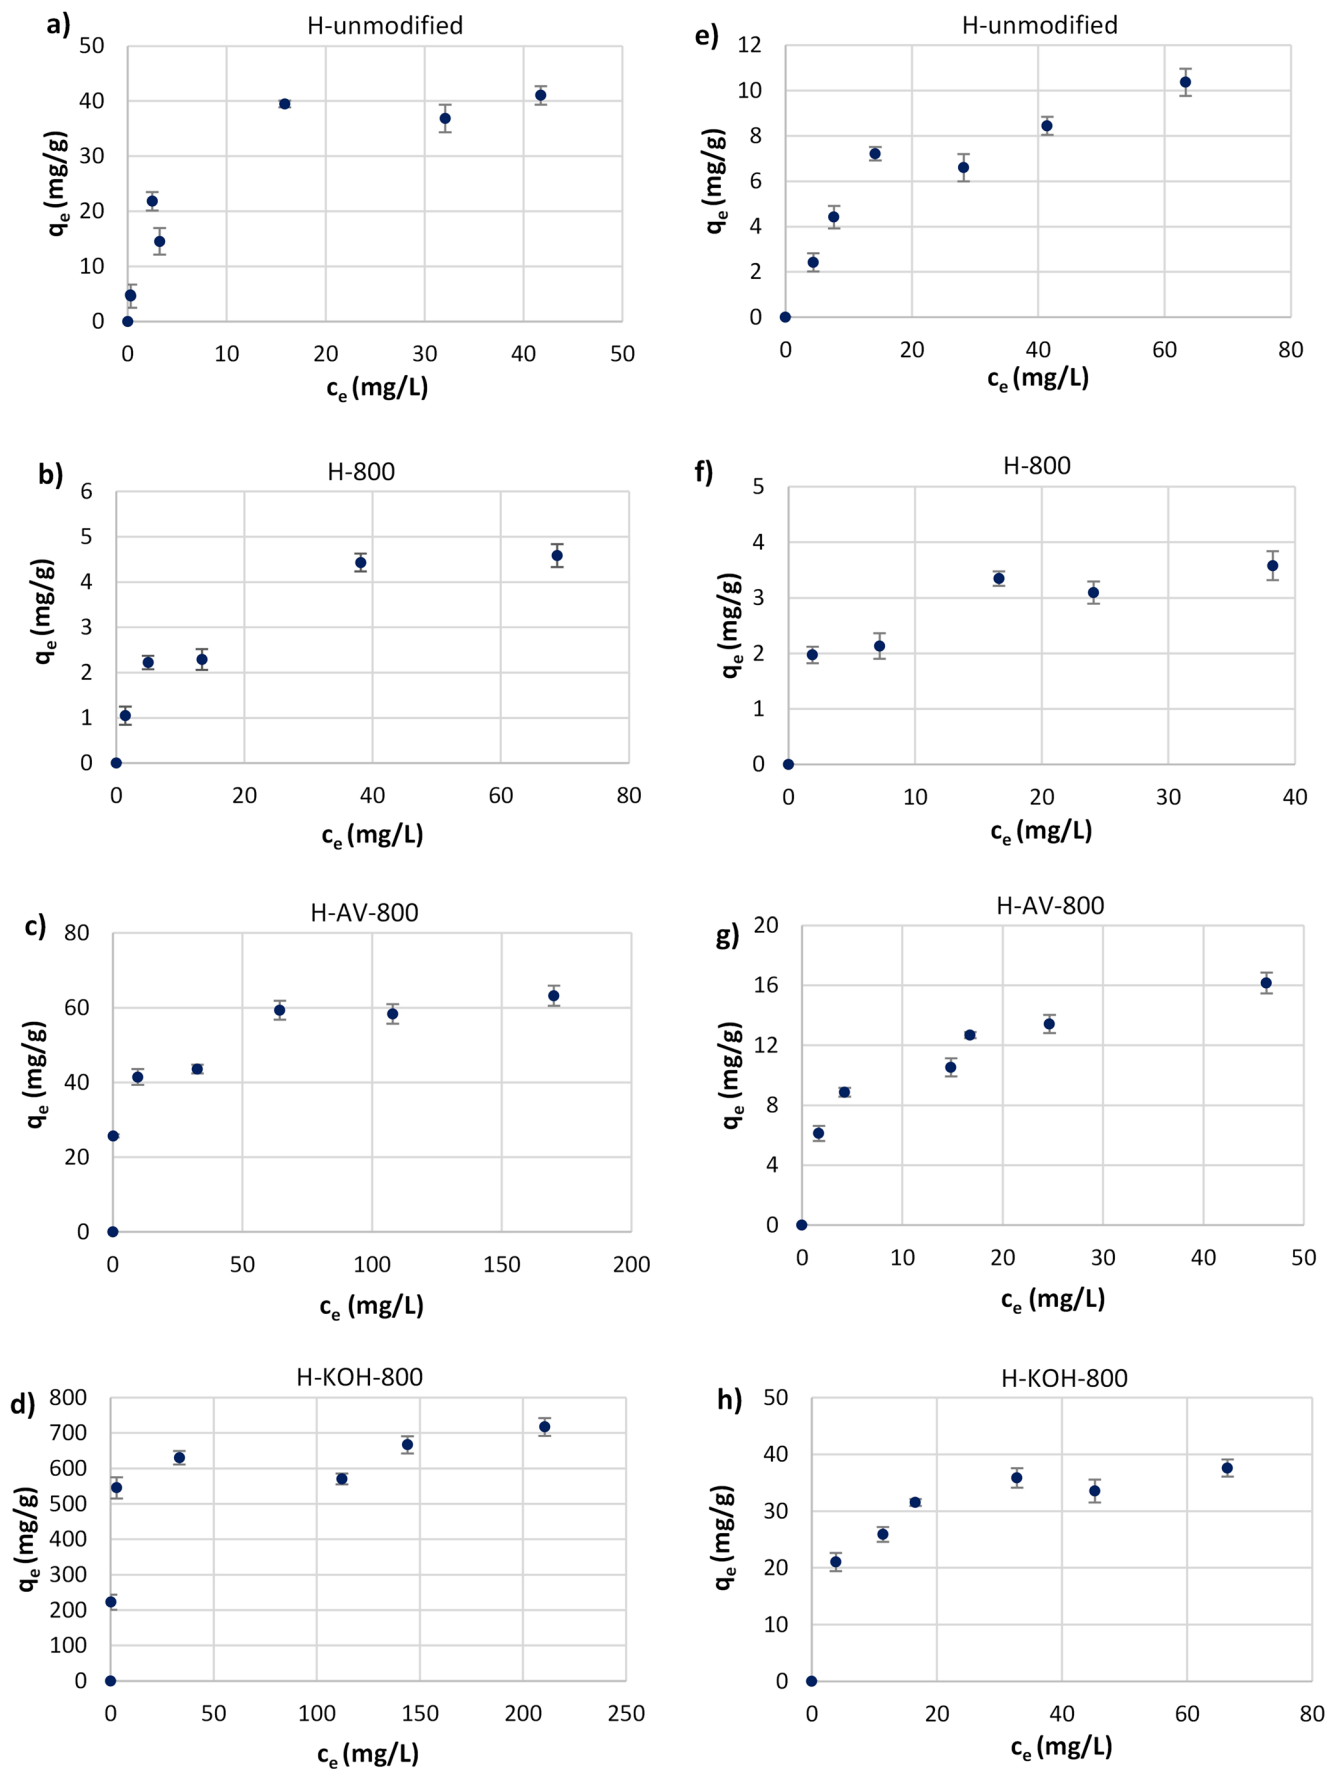 a)
H-unmodified
50
40
30
20
10
0
qe (mg/g)
0 10 20 30 40 50
ce (mg/L)
e)
H-unmodified
12
10
8
6
4
2
0
qe (mg/g)
0 20 40 60 80
ce (mg/L)
b)
H-800
6
5
4
3
2
1
0
qe (mg/g)
0 20 40 60 80
ce (mg/L)
f)
H-800
5
4
3
2
1
0
qe (mg/g)
0 10 20 30 40
ce (mg/L)
c)
H-AV-800
80
60
40
20
0
qe (mg/g)
0 50 100 150 200
ce (mg/L)
g)
H-AV-800
20
16
12
8
4
0
qe (mg/g)
0 10 20 30 40 50
ce (mg/L)
d)
H-KOH-800
800
700
600
500
400
300
200
100
0
qe (mg/g)
0 50 100 150 200 250
ce (mg/L)
h)
H-KOH-800
50
40
30
20
10
0
qe (mg/g)
0 20 40 60 80
ce (mg/L)